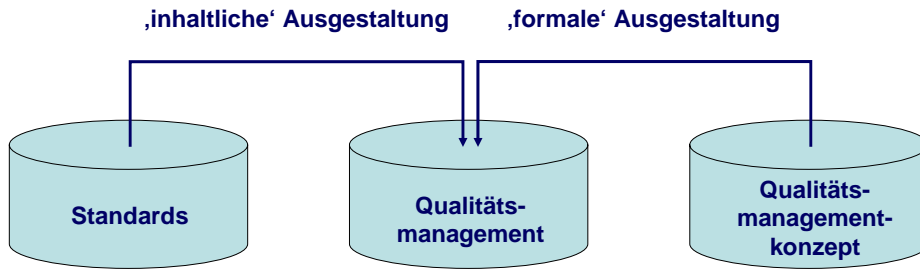 ‚inhaltliche‘ Ausgestaltung
‚formale‘ Ausgestaltung
Standards
Qualitäts-
management
Qualitäts-
management-
konzept